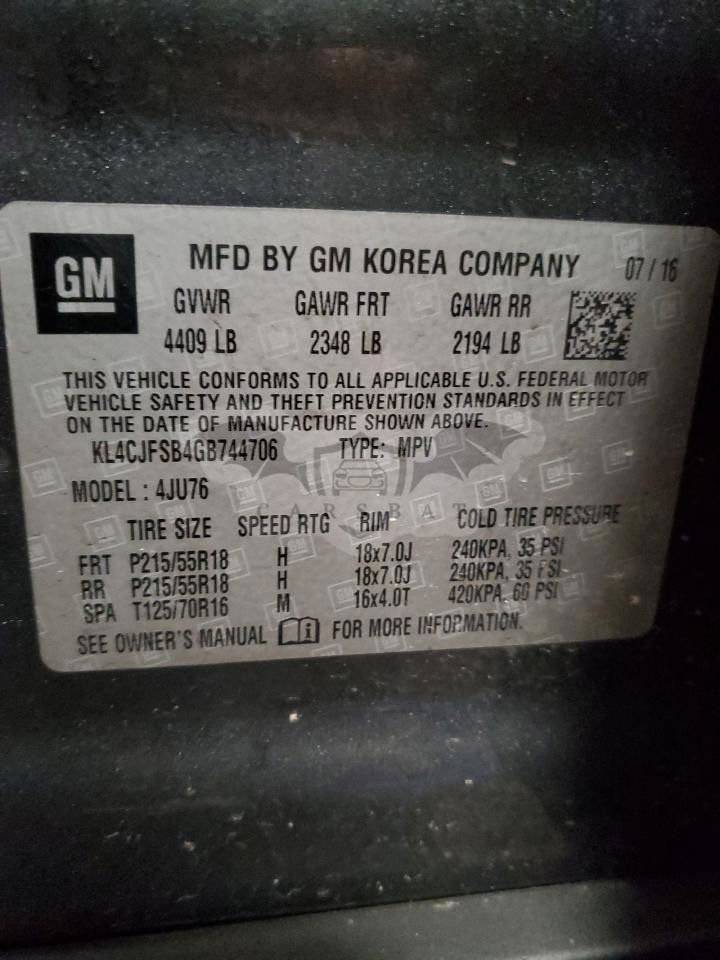 GM
MFD BY GM KOREA COMPANY 07 / 16
GVWR GAWR FRT GAWR RR
4409 LB 2348 LB 2194 LB
THIS VEHICLE CONFORMS TO ALL APPLICABLE U.S. FEDERAL MOTOR
VEHICLE SAFETY AND THEFT PREVENTION STANDARDS IN EFFECT
ON THE DATE OF MANUFACTURE SHOWN ABOVE.
KL4CJFSB4GB744706 TYPE: MPV
MODEL : 4JU76
CARSBAT
TIRE SIZE SPEED RTG RIM COLD TIRE PRESSURE
FRT P215/55R18 H 18x7.0J 240KPA, 35 PSI
RR P215/55R18 H 18x7.0J 240KPA, 35 PSI
SPA T125/70R16 M 16x4.0T 420KPA, 60 PSI
SEE OWNER'S MANUAL i FOR MORE INFORMATION.